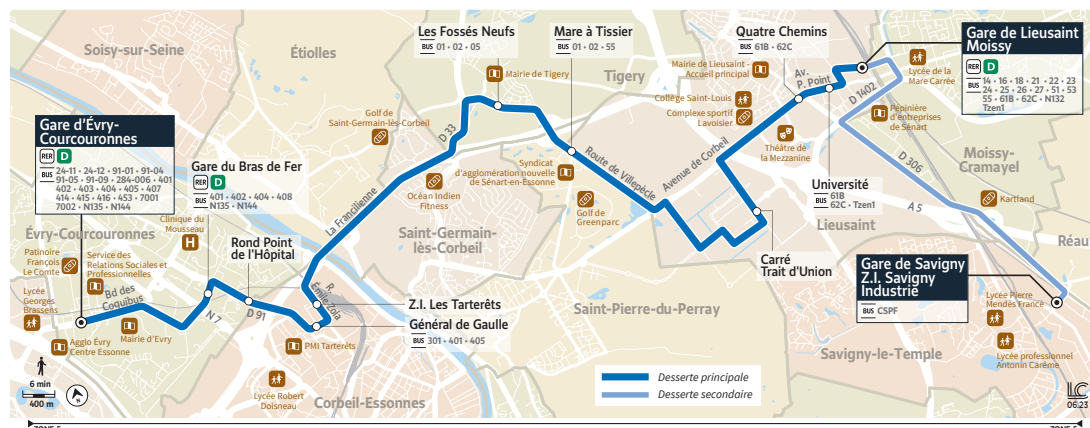 Soisy-sur-Seine
Étiolles
Les Fossés Neufs
BUS 01 • 02 • 05
Mairie de Tigery
Mare à Tissier
BUS 01 • 02 • 55
Tigery
Quatre Chemins
BUS 61B • 62C
Mairie de Lieusaint -
Accueil principal
Collège Saint-Louis
Complexe sportif
Lavoisier
Av.
P. Point
Gare de Lieusaint
Moissy
RER D
BUS
14 • 16 • 18 • 21 • 22 • 23
24 • 25 • 26 • 27 • 51 • 53
55 • 61B • 62C • N132
Tzen1
Lycée de la
Mare Carrée
D 1402
Pépinière
d'entreprises
de Sénart
Golf de
Saint-Germain-lès-Corbeil
D 33
Gare d'Évry-
Courcouronnes
RER D
BUS
24-11 • 24-12 • 91-01 • 91-04
91-05 • 91-09 • 284-006 • 401
402 • 403 • 404 • 405 • 407
414 • 415 • 416 • 453 • 7001
7002 • N135 • N144
Gare du Bras de Fer
RER D
BUS
401 • 402 • 404 • 408
N135 • N144
Océan Indien
Fitness
Syndicat
d'agglomération nouvelle
de Sénart-en-Essonne
Route de Villepècle
Avenue de Corbeil
Théâtre de
la Mezzanine
D 306
Moissy-
Cramayel
Golf de
Greenparc
Université
BUS
61B
62C • Tzen1
Kartland
A 5
Lieusaint
Réau
La Francilienne
Clinique du
Mousseau
Évry-Courcouronnes
Patinoire
François
Le Comte
Service des
Relations Sociales et
Professionnelles
Rond Point
de l'Hôpital
Saint-Germain-
lès-Corbeil
Carré
Trait d'Union
Gare de Savigny
Z.I. Savigny
Industrie
BUS CSPF
Lycée
Georges
Brassens
Bd des
Coquibus
N 7
D 91
R.
Émile Zola
Z.I. Les Tarterêts
Général de Gaulle
BUS 301 • 401 • 405
Saint-Pierre-du-Perray
Lycée Pierre
Mendès France
Agglo Évry
Centre Essonne
Mairie d'Evry
PMI Tarterêts
Savigny-le-Temple
Lycée professionnel
Antonin Carême
6 min
400 m
N
Lycée Robert
Doisneau
Corbeil-Essonnes
Desserte principale
Desserte secondaire
LC
06.23
ZONE 5
ZONE 5